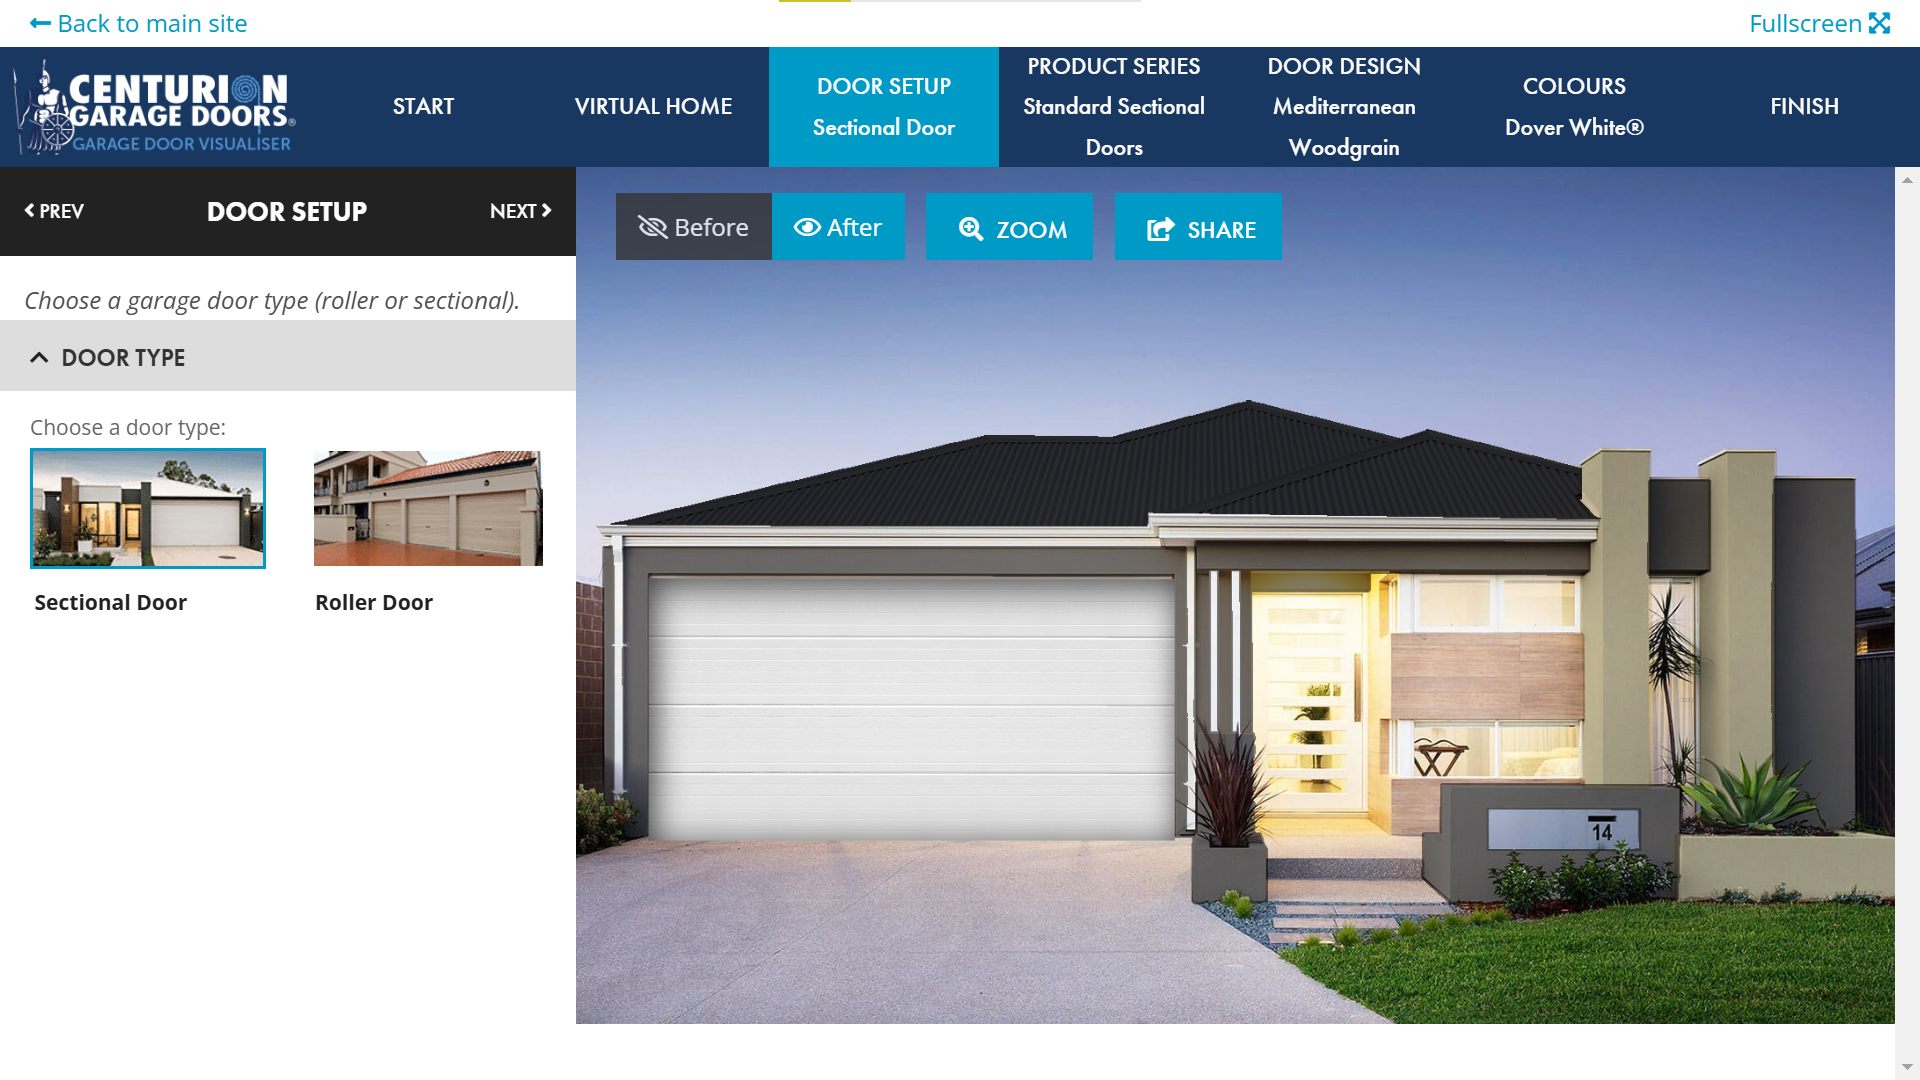 Back to main site
Fullscreen
CENTURION
GARAGE DOORS®
GARAGE DOOR VISUALISER
START
VIRTUAL HOME
DOOR SETUP
Sectional Door
PRODUCT SERIES
Standard Sectional
Doors
DOOR DESIGN
Mediterranean
Woodgrain
COLOURS
Dover White®
FINISH
PREV
DOOR SETUP
NEXT
Before
After
ZOOM
SHARE
Choose a garage door type (roller or sectional).
DOOR TYPE
Choose a door type:
Sectional Door
Roller Door
14